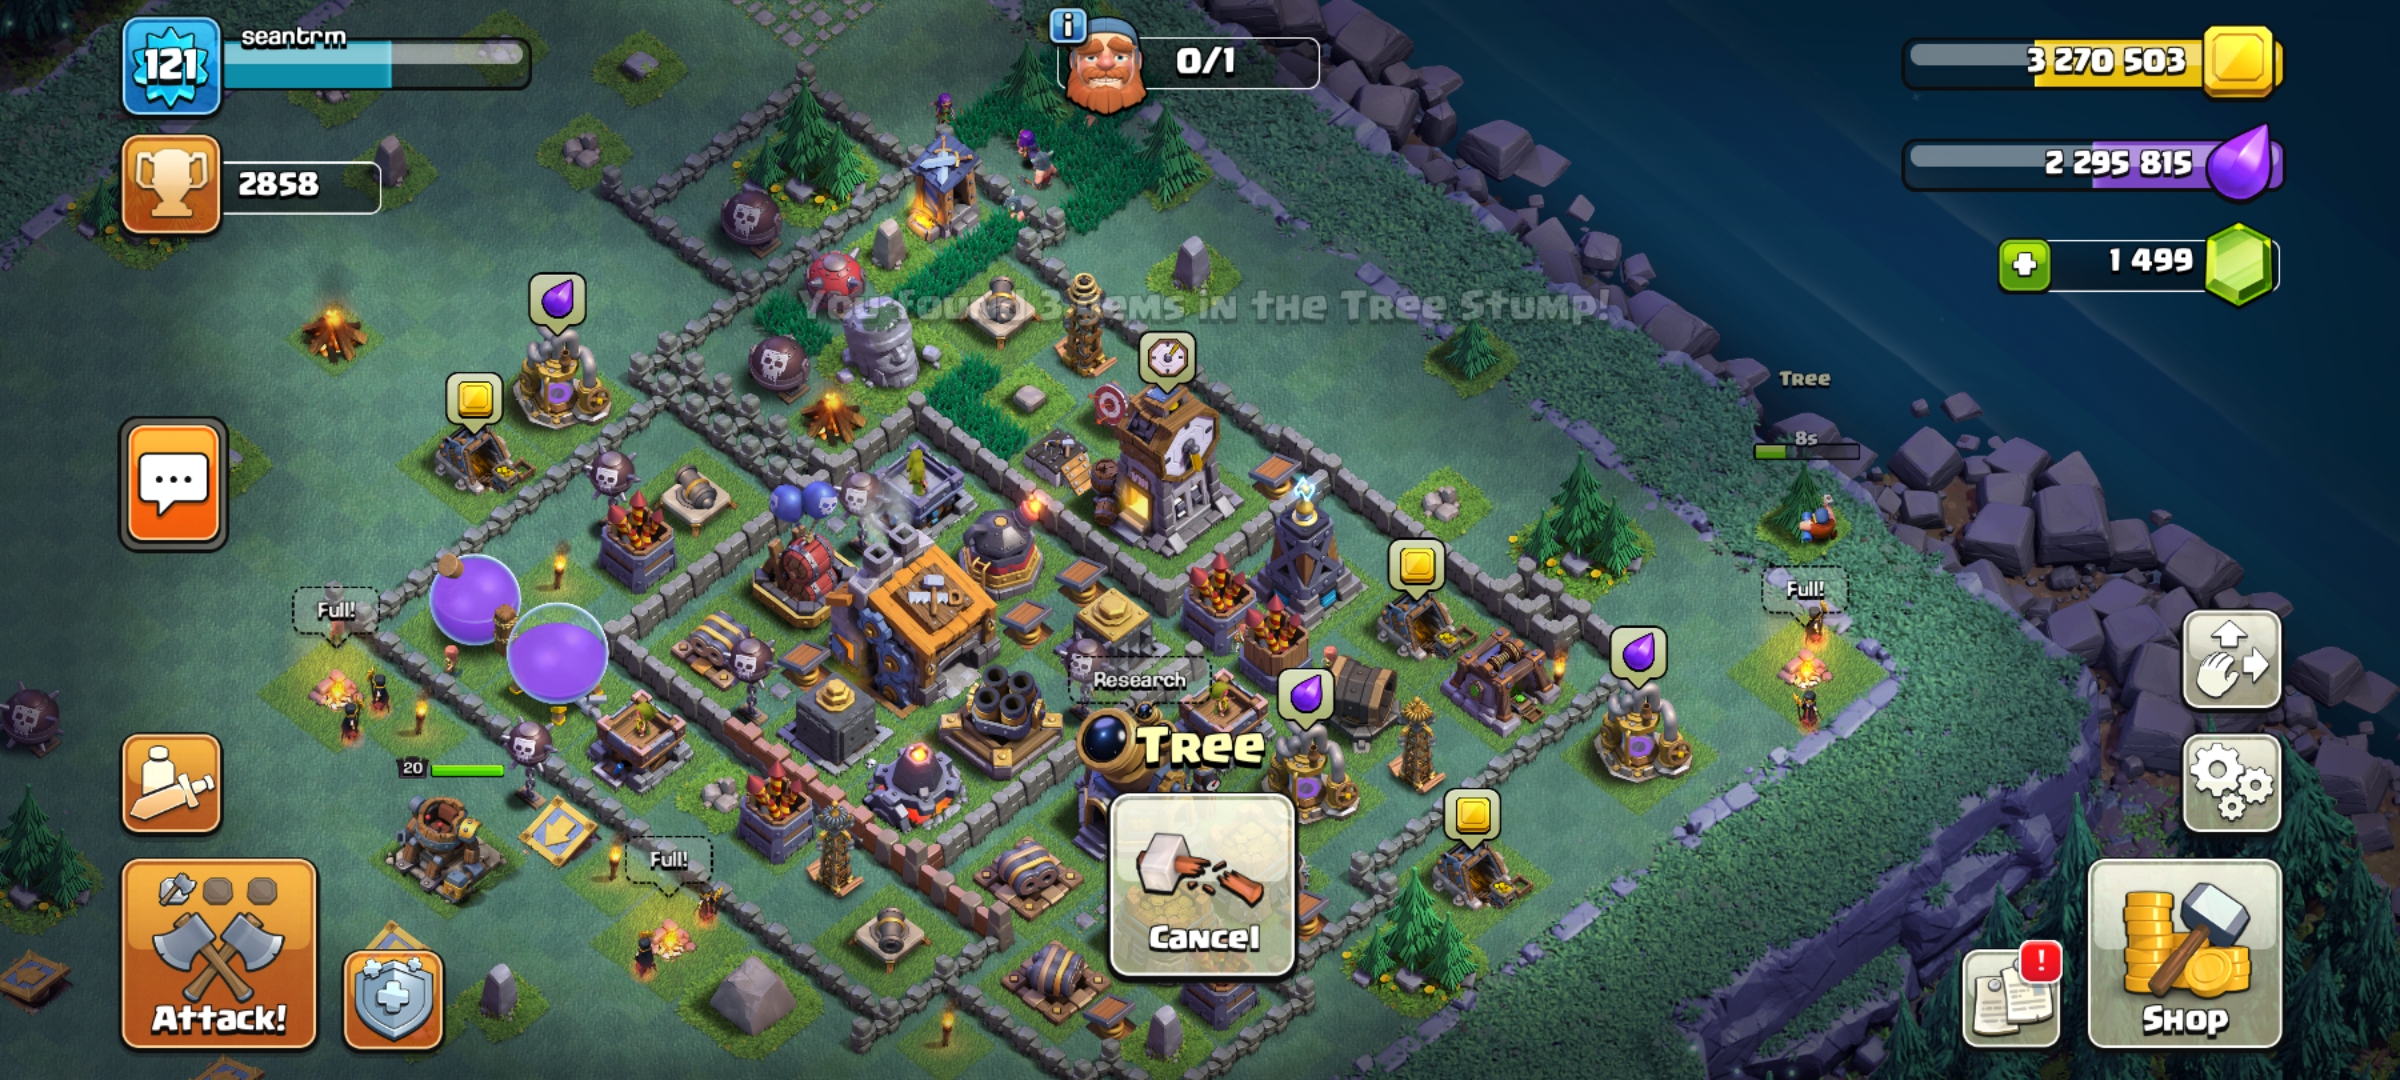 121
seantrm
0/1
3 270 503
2858
2 295 815
1 499
You found 3 Gems in the Tree Stump!
Tree
8s
Full!
Full!
Research
Tree
20
Full!
Cancel
Attack!
!
Shop